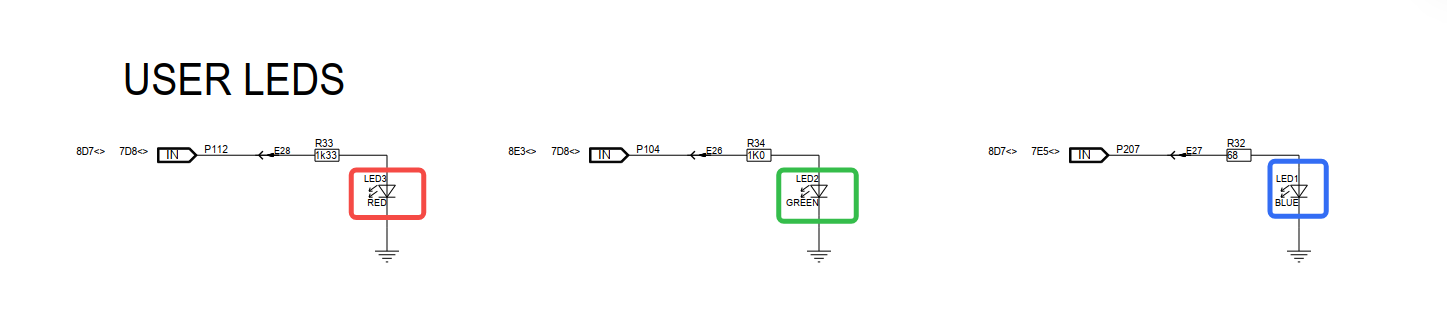 USER LEDS
8D7<> 7D8<> IN P112 E28 R33 1k33
LED3
RED
8E3<> 7D8<> IN P104 E26 R34 1K0
LED2
GREEN
8D7<> 7E5<> IN P207 E27 R32 68
LED1
BLUE